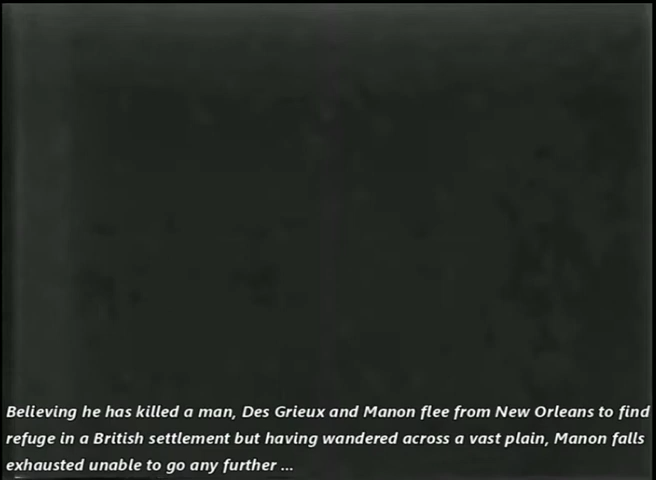 Believing he has killed a man, Des Grieux and Manon flee from New Orleans to find
refuge in a British settlement but having wandered across a vast plain, Manon falls
exhausted unable to go any further ...